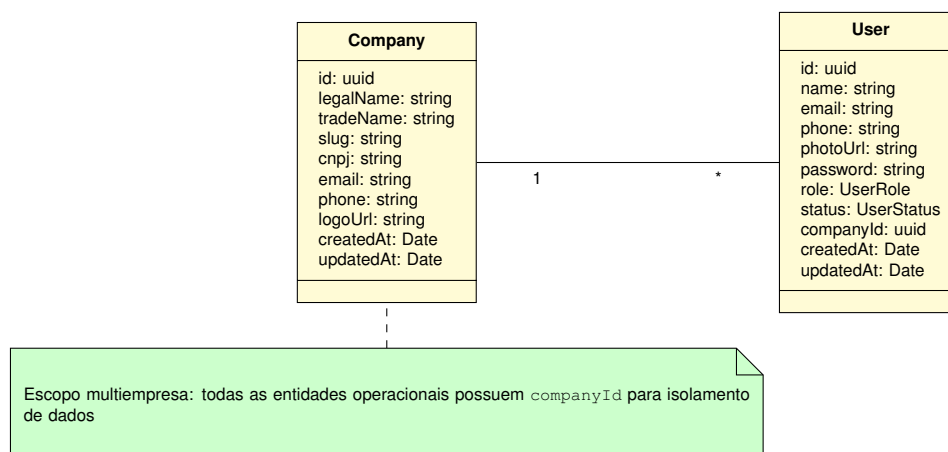 Company
id: uuid
legalName: string
tradeName: string
slug: string
cnpj: string
email: string
phone: string
logoUrl: string
createdAt: Date
updatedAt: Date
1
*
User
id: uuid
name: string
email: string
phone: string
photoUrl: string
password: string
role: UserRole
status: UserStatus
companyId: uuid
createdAt: Date
updatedAt: Date
Escopo multiempresa: todas as entidades operacionais possuem companyId para isolamento
de dados